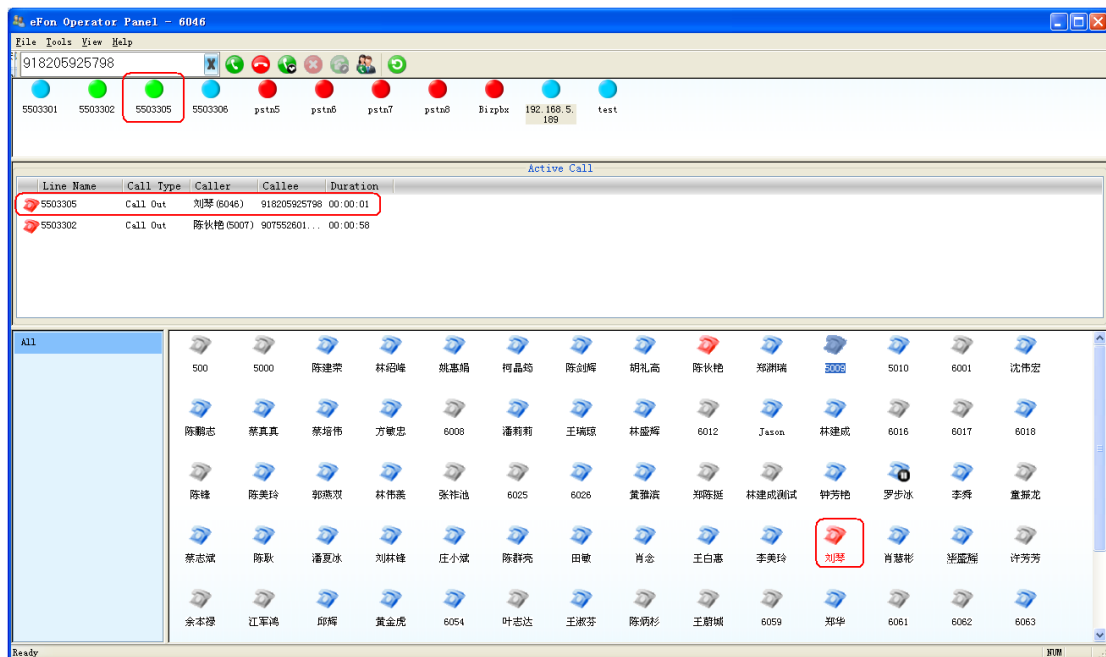 eFon Operator Panel - 6046
File Tools View Help
918205925798 X
5503301 5503302 5503305 5503306 pstn5 pstn6 pstn7 pstn8 Bizpbx 192.168.5. test
189
Active Call
Line Name Call Type Caller Callee Duration
5503305 Call Out 刘琴(6046) 918205925798 00:00:01
5503302 Call Out 陈伙艳(5007) 907552601... 00:00:58
All
500 5000 陈建荣 林绍峰 姚惠娟 柯晶筠 陈剑辉 胡礼高 陈伙艳 郑渊瑞 5009 5010 6001 沈伟宏
陈鹏志 蔡真真 蔡培伟 方敏忠 6008 潘莉莉 王瑞琼 林盛辉 6012 Jason 林建成 6016 6017 6018
陈锋 陈美玲 郭燕双 林伟葵 张祚池 6025 6026 黄雅滨 郑陈挺 林建成测试 钟芳艳 罗步冰 李舜 童振龙
蔡志斌 陈耿 潘夏冰 刘林锋 庄小斌 陈群亮 田敏 肖念 王白惠 李美玲 刘琴 肖慧彬 许芳芳
余本禄 江军鸿 邱辉 黄金虎 6054 叶志达 王淑芬 陈炳杉 王蔚城 6059 郑华 6061 6062 6063
Ready NUM